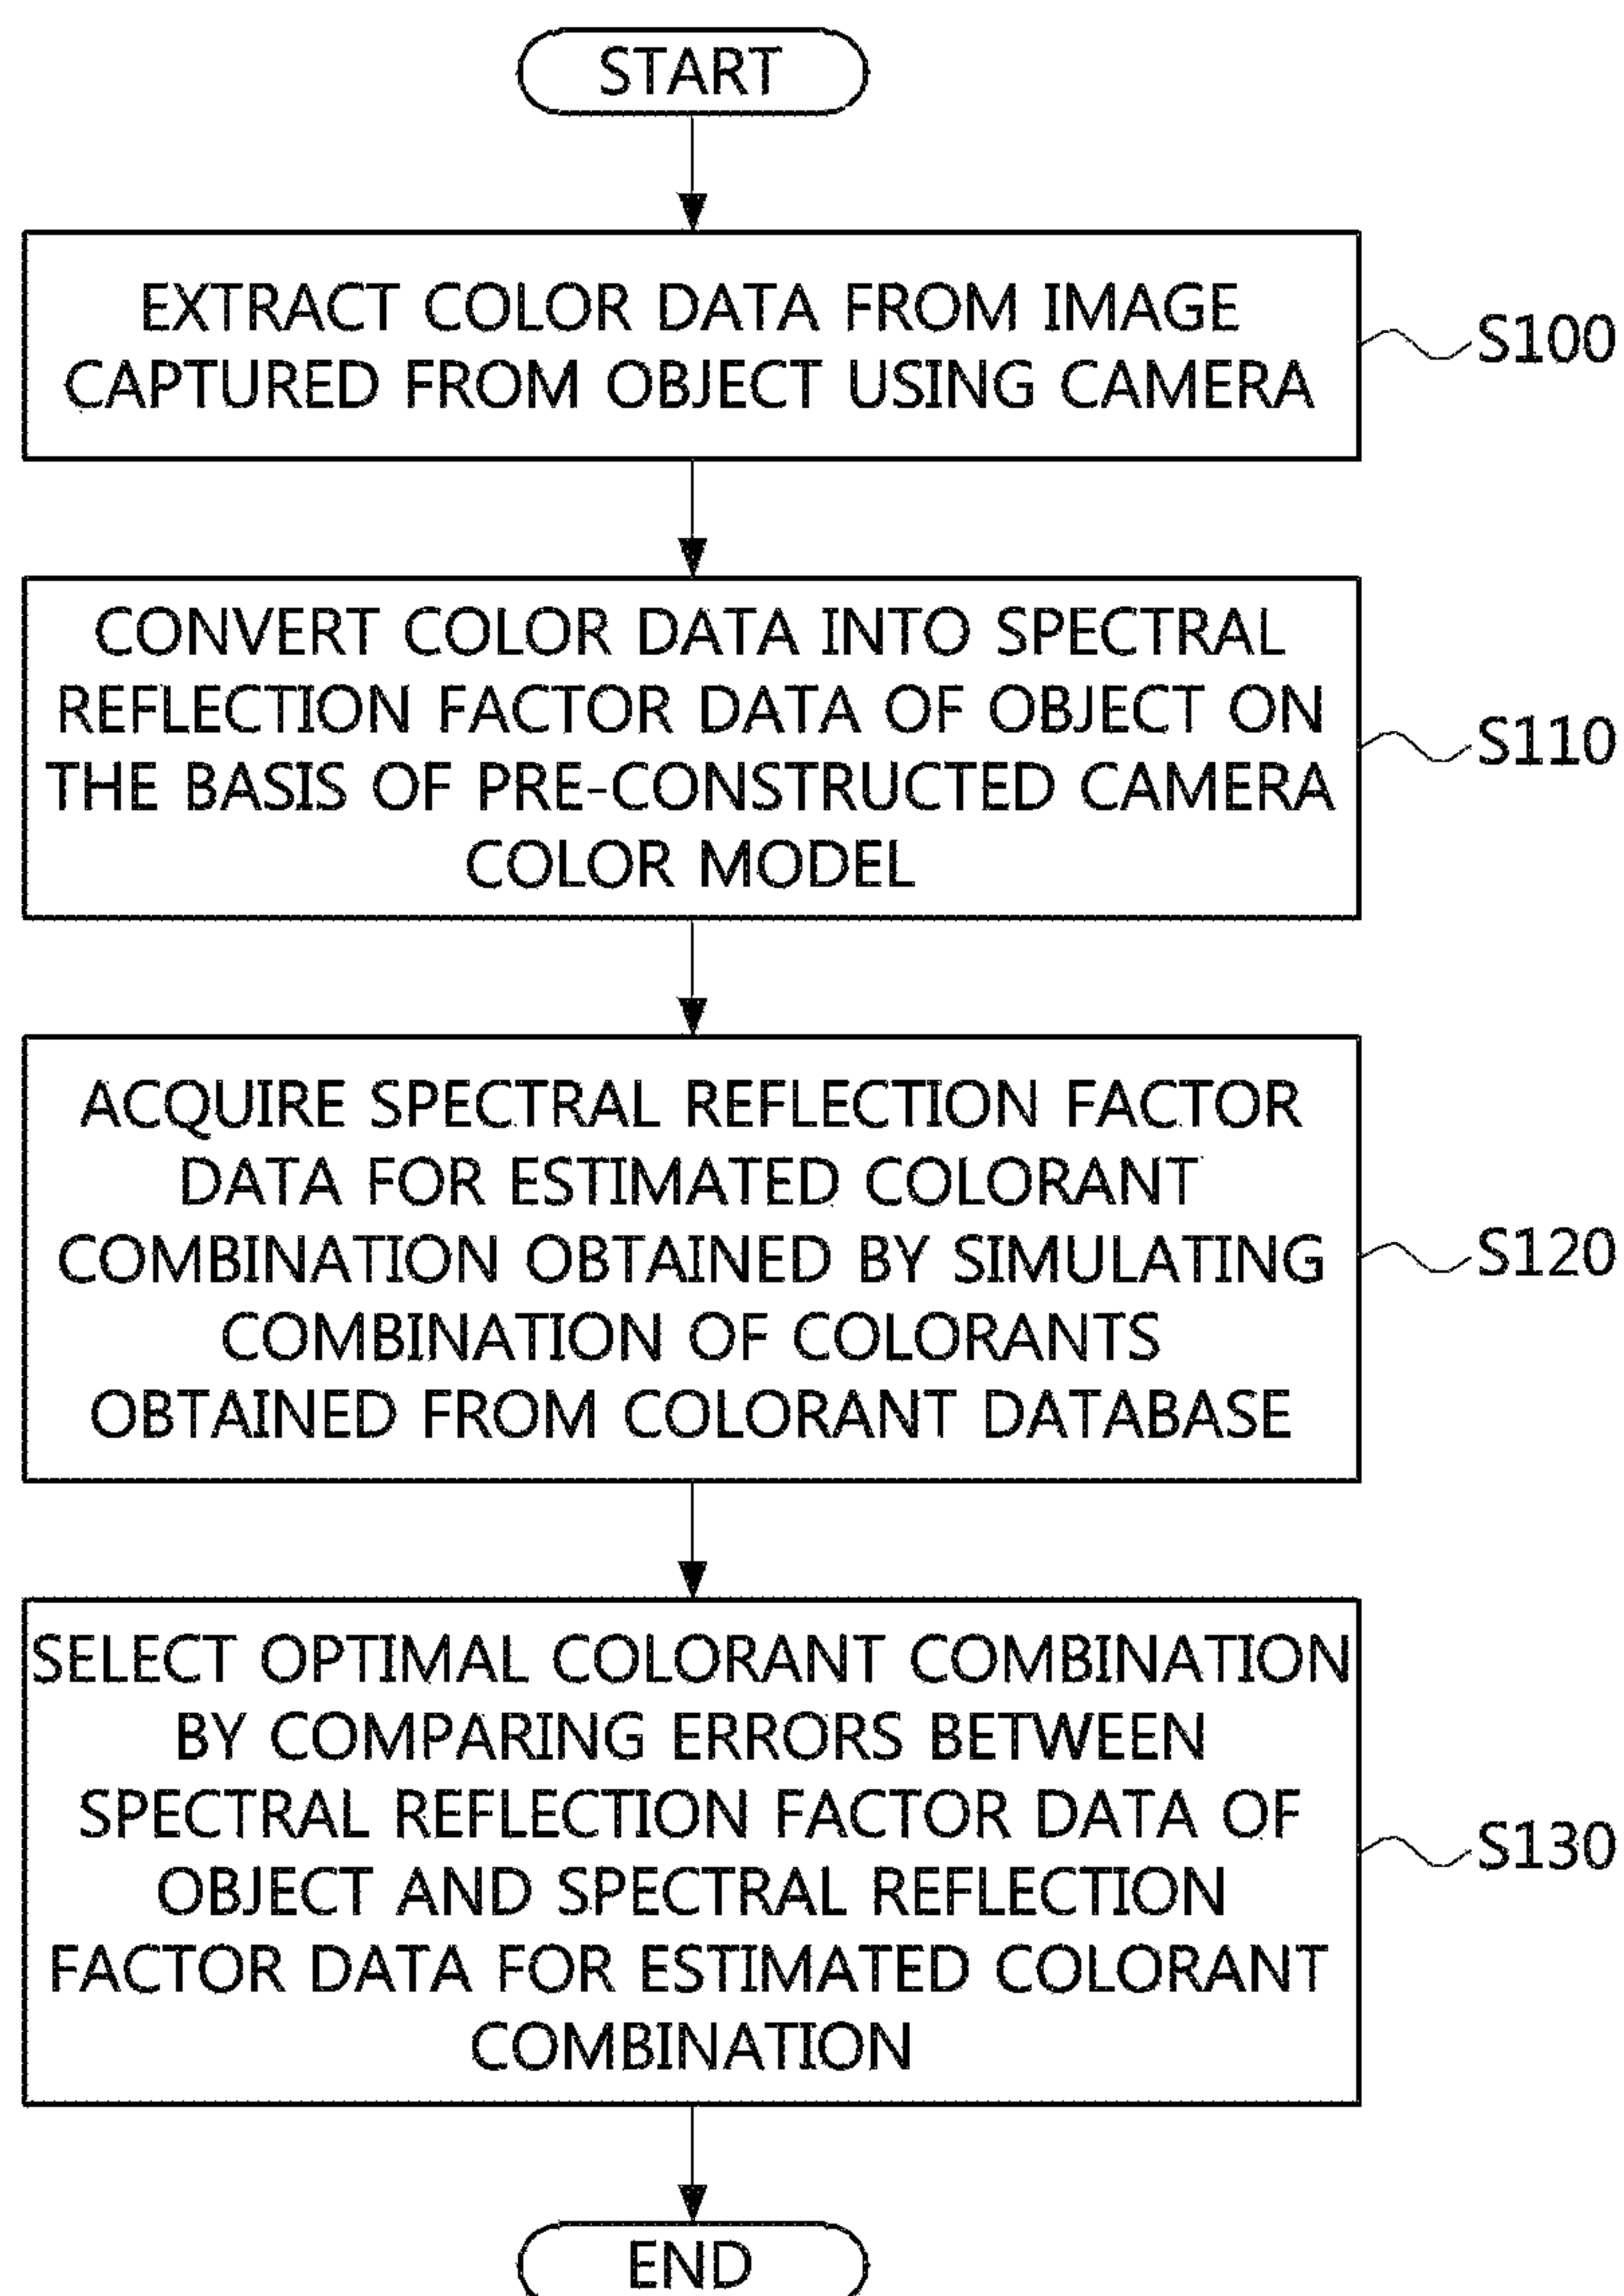 START
EXTRACT COLOR DATA FROM IMAGE
CAPTURED FROM OBJECT USING CAMERA
S100
CONVERT COLOR DATA INTO SPECTRAL
REFLECTION FACTOR DATA OF OBJECT ON
THE BASIS OF PRE-CONSTRUCTED CAMERA
COLOR MODEL
S110
ACQUIRE SPECTRAL REFLECTION FACTOR
DATA FOR ESTIMATED COLORANT
COMBINATION OBTAINED BY SIMULATING
COMBINATION OF COLORANTS
OBTAINED FROM COLORANT DATABASE
S120
SELECT OPTIMAL COLORANT COMBINATION
BY COMPARING ERRORS BETWEEN
SPECTRAL REFLECTION FACTOR DATA OF
OBJECT AND SPECTRAL REFLECTION
FACTOR DATA FOR ESTIMATED COLORANT
COMBINATION
S130
END